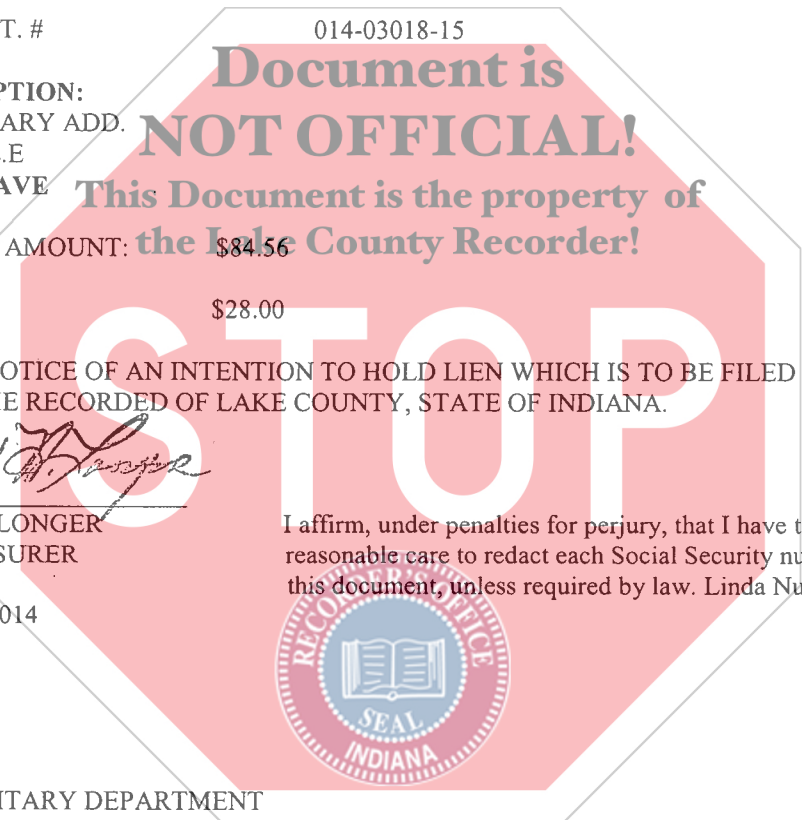 T. # 014-03018-15
Document is
PTION:
ARY ADD.
NOT OFFICIAL!
.E
AVE
This Document is the property of
AMOUNT: $84.56
the Lake County Recorder!
$28.00
STOP
OTICE OF AN INTENTION TO HOLD LIEN WHICH IS TO BE FILED
E RECORDED OF LAKE COUNTY, STATE OF INDIANA.
LONGER
SURER
I affirm, under penalties for perjury, that I have t
reasonable care to redact each Social Security nu
this document, unless required by law. Linda Nu
014
RECORDER'S OFFICE
SEAL
INDIANA
ITARY DEPARTMENT